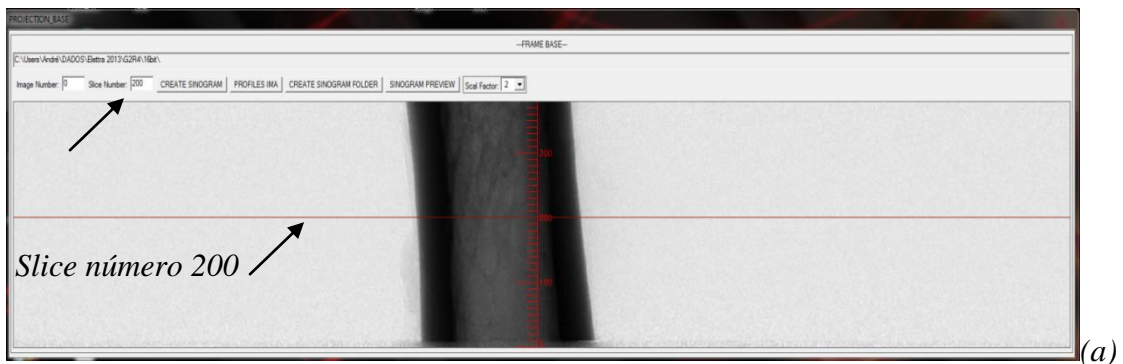 PROJECTION_BASE
--FRAME BASE--
C:\Users\André\DADOS\Elettra 2013\G2R4\16bit\
Image Number: 0 Slice Number: 200 CREATE SINOGRAM PROFILES IMA CREATE SINOGRAM FOLDER SINOGRAM PREVIEW Scal Factor: 2
300
200
Slice número 200
100
(a)